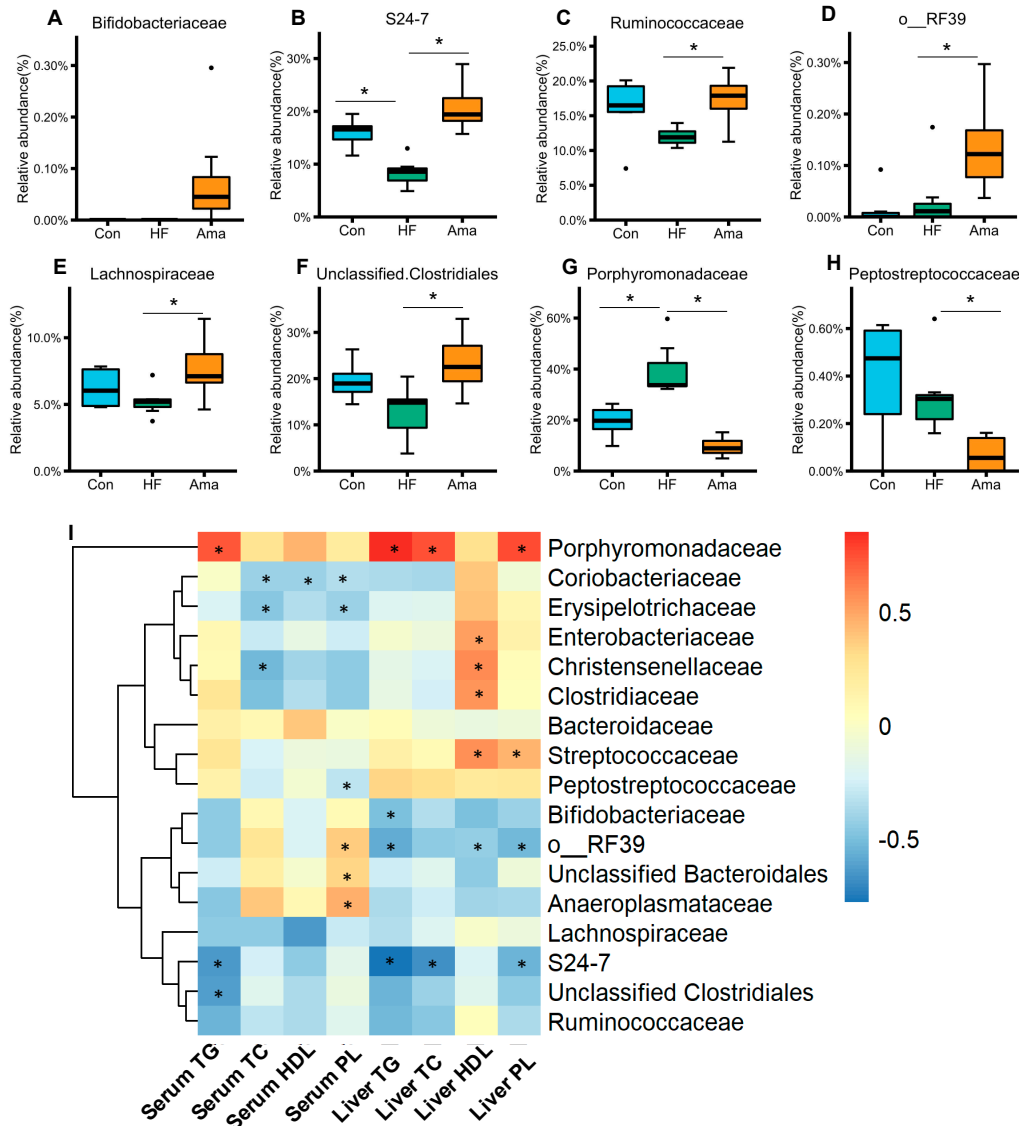 A
Bifidobacteriaceae
Relative abundance(%)
0.30%
0.20%
0.10%
0.00%
Con HF Ama
B
S24-7
Relative abundance(%)
30%
20%
10%
0%
* *
Con HF Ama
C
Ruminococcaceae
Relative abundance(%)
25.0%
20.0%
15.0%
10.0%
5.0%
0.0%
*
Con HF Ama
D
o__RF39
Relative abundance(%)
0.30%
0.20%
0.10%
0.00%
*
Con HF Ama
E
Lachnospiraceae
Relative abundance(%)
10.0%
5.0%
0.0%
*
Con HF Ama
F
Unclassified.Clostridiales
Relative abundance(%)
30%
20%
10%
0%
*
Con HF Ama
G
Porphyromonadaceae
Relative abundance(%)
60%
40%
20%
0%
* *
Con HF Ama
H
Peptostreptococcaceae
Relative abundance(%)
0.60%
0.40%
0.20%
0.00%
*
Con HF Ama
I
* * * * Porphyromonadaceae
* * * Coriobacteriaceae
* * Erysipelotrichaceae
* Enterobacteriaceae
* * Christensenellaceae
* Clostridiaceae
Bacteroidaceae
* * Streptococcaceae
* Peptostreptococcaceae
* Bifidobacteriaceae
* * * * o__RF39
* Unclassified Bacteroidales
* Anaeroplasmataceae
Lachnospiraceae
* * * * S24-7
* Unclassified Clostridiales
Ruminococcaceae
Serum TG
Serum TC
Serum HDL
Serum PL
Liver TG
Liver TC
Liver HDL
Liver PL
0.5
0
-0.5